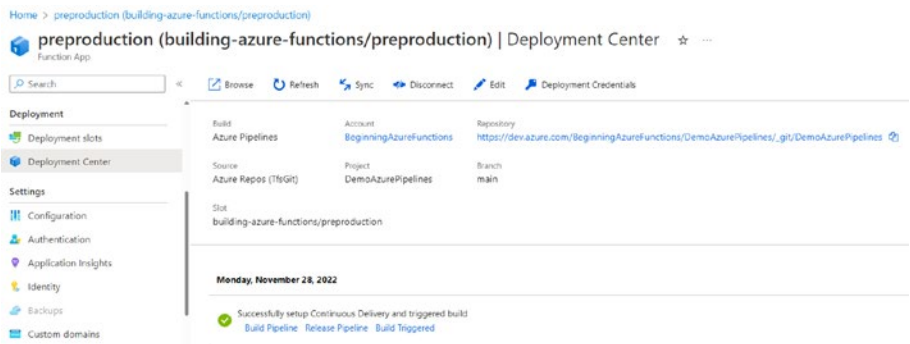 Home > preproduction (building-azure-functions/preproduction)
preproduction (building-azure-functions/preproduction) | Deployment Center
Function App
Search
Browse Refresh Sync Disconnect Edit Deployment Credentials
Deployment
Deployment slots
Deployment Center
Settings
Configuration
Authentication
Application Insights
Identity
Backups
Custom domains
Build Account Repository
Azure Pipelines BeginningAzureFunctions https://dev.azure.com/BeginningAzureFunctions/DemoAzurePipelines/_git/DemoAzurePipelines
Source Project Branch
Azure Repos (TfsGit) DemoAzurePipelines main
Slot
building-azure-functions/preproduction
Monday, November 28, 2022
Successfully setup Continuous Delivery and triggered build
Build Pipeline Release Pipeline Build Triggered